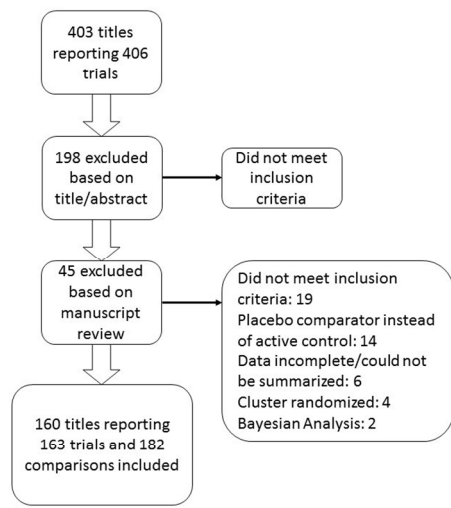 403 titles
reporting 406
trials
198 excluded
based on
title/abstract
Did not meet
inclusion
criteria
45 excluded
based on
manuscript
review
Did not meet inclusion
criteria: 19
Placebo comparator instead
of active control: 14
Data incomplete/could not
be summarized: 6
Cluster randomized: 4
Bayesian Analysis: 2
160 titles reporting
163 trials and 182
comparisons included